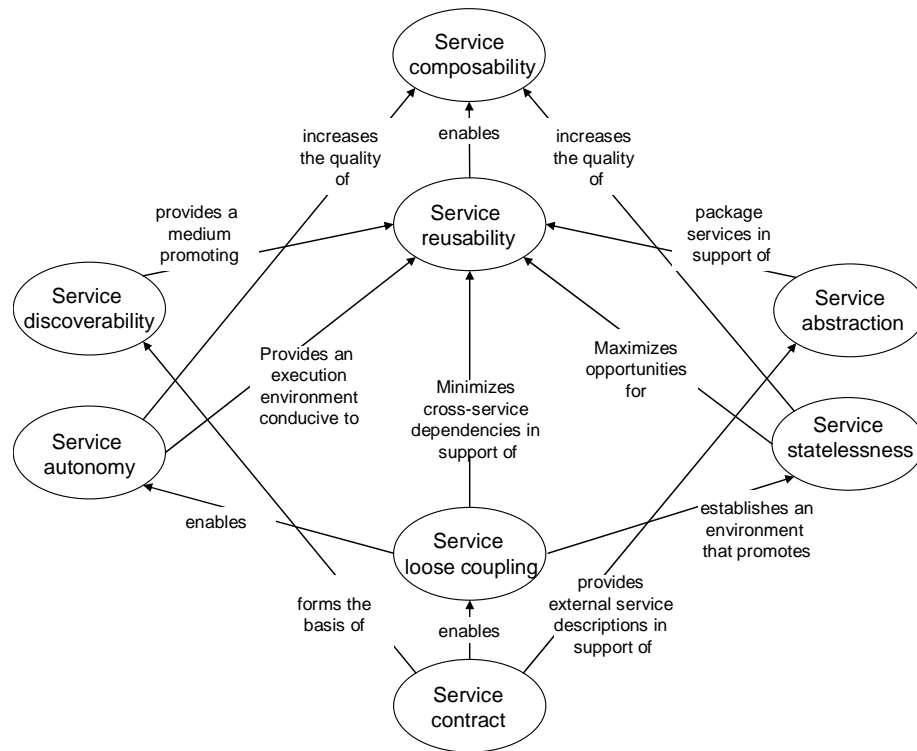 Service
composability
increases
the quality
of
enables
increases
the quality
of
provides a
medium
promoting
Service
reusability
package
services in
support of
Service
discoverability
Service
abstraction
Provides an
execution
environment
conducive to
Minimizes
cross-service
dependencies in
support of
Maximizes
opportunities
for
Service
autonomy
Service
statelessness
enables
Service
loose coupling
establishes an
environment
that promotes
forms the
basis of
enables
provides
external service
descriptions in
support of
Service
contract